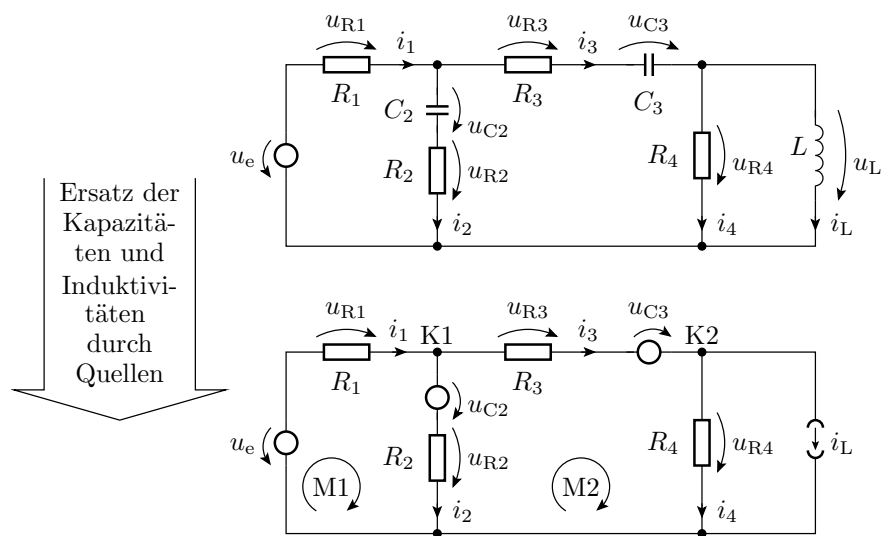 u_R1 i_1 u_R3 i_3 u_C3
R_1 R_3 C_3
C_2 u_C2
u_e R_2 u_R2 R_4 u_R4 L u_L
i_2 i_4 i_L
Ersatz der
Kapazitä-
ten und
Induktivi-
täten
durch
Quellen
u_R1 i_1 K1 u_R3 i_3 u_C3 K2
R_1 R_3
u_C2
u_e R_2 u_R2 R_4 u_R4 i_L
M1 M2
i_2 i_4